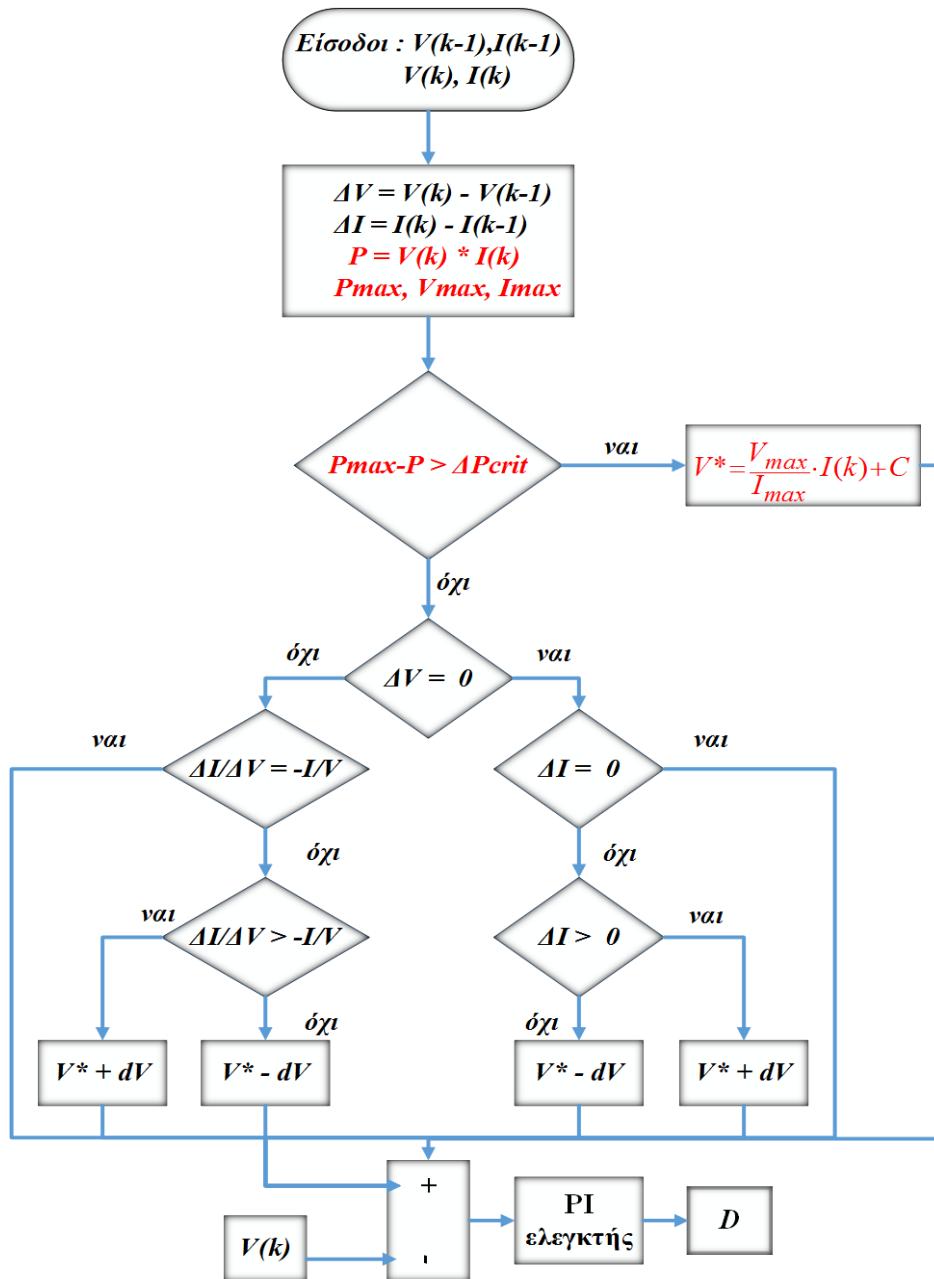 Είσοδοι : V(k-1),I(k-1)
V(k), I(k)
ΔV = V(k) - V(k-1)
ΔI = I(k) - I(k-1)
P = V(k) * I(k)
Pmax, Vmax, Imax
Pmax-P > ΔPcrit
ναι
V*=V_max/I_max·I(k)+C
όχι
ΔV = 0
όχι
ναι
ναι
ΔI/ΔV = -I/V
ΔI = 0
ναι
όχι
όχι
ναι
ΔI/ΔV > -I/V
ΔI > 0
ναι
όχι
όχι
V* + dV
V* - dV
V* - dV
V* + dV
+
-
V(k)
PI
ελεγκτής
D